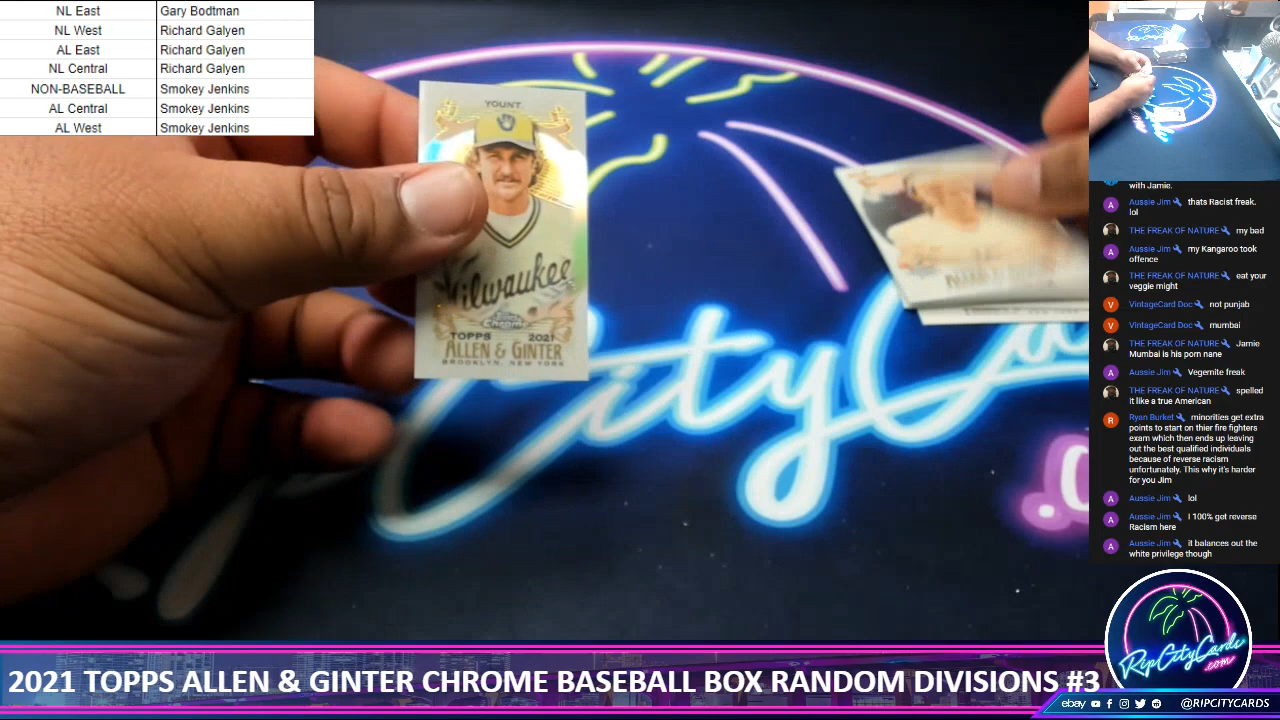 NL East Gary Bodtman
NL West Richard Galyen
AL East Richard Galyen
NL Central Richard Galyen
NON-BASEBALL Smokey Jenkins
AL Central Smokey Jenkins
AL West Smokey Jenkins
YOUNT
Milwaukee
Topps
Chrome
TOPPS 2021
ALLEN & GINTER
BROOKLYN, NEW YORK
City Ca
.c
with Jamie.
Aussie Jim thats Racist freak.
lol
THE FREAK OF NATURE my bad
Aussie Jim my Kangaroo took
offence
THE FREAK OF NATURE eat your
veggie might
VintageCard Doc not punjab
VintageCard Doc mumbai
THE FREAK OF NATURE Jamie
Mumbai is his porn nane
Aussie Jim Vegemite freak
THE FREAK OF NATURE spelled
it like a true American
Ryan Burket minorities get extra
points to start on thier fire fighters
exam which then ends up leaving
out the best qualified individuals
because of reverse racism
unfortunately. This why it's harder
for you Jim
Aussie Jim lol
Aussie Jim I 100% get reverse
Racism here
Aussie Jim it balances out the
white privilege though
RipCityCards
.com
2021 TOPPS ALLEN & GINTER CHROME BASEBALL BOX RANDOM DIVISIONS #3
ebay @RIPCITYCARDS